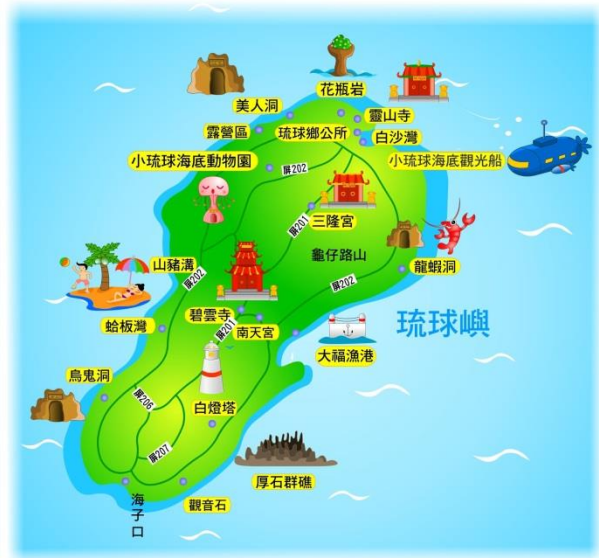 花瓶岩
美人洞
靈山寺
露營區
琉球鄉公所
白沙灣
小琉球海底動物園
小琉球海底觀光船
屏202
三隆宮
屏201
龜仔路山
山豬溝
龍蝦洞
屏202
屏202
碧雲寺
屏201
南天宮
琉球嶼
蛤板灣
大福漁港
烏鬼洞
白燈塔
屏206
屏207
厚石群礁
觀音石
海子口